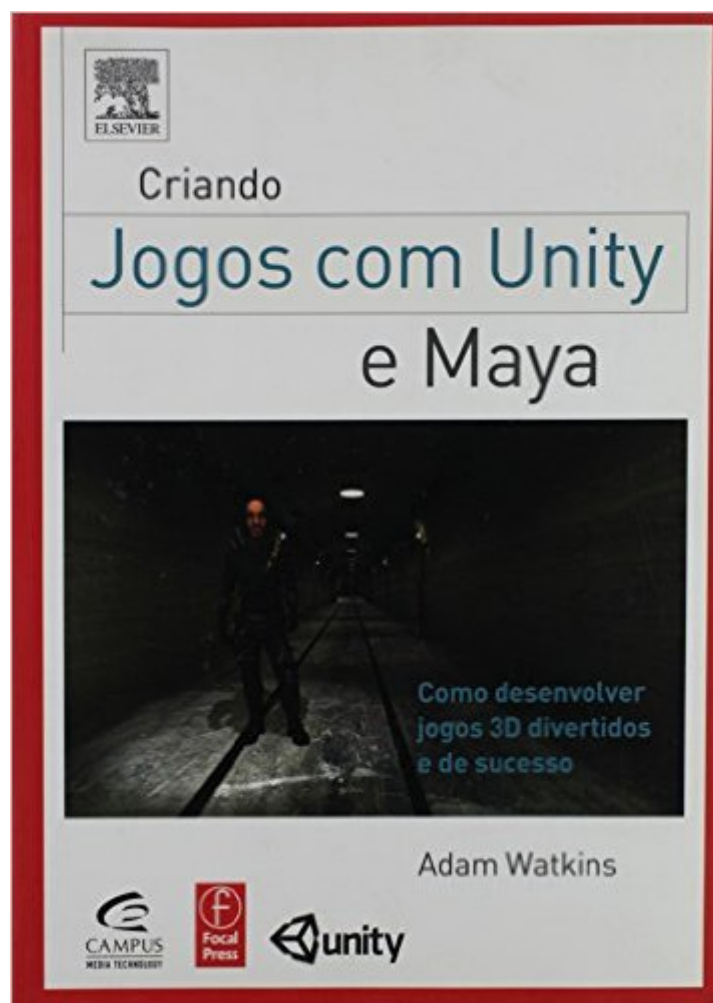 ELSEVIER
Criando
Jogos com Unity
e Maya
Como desenvolver
jogos 3D divertidos
e de sucesso
Adam Watkins
CAMPUS
MEDIA TECHNOLOGY
f
Focal
Press
unity